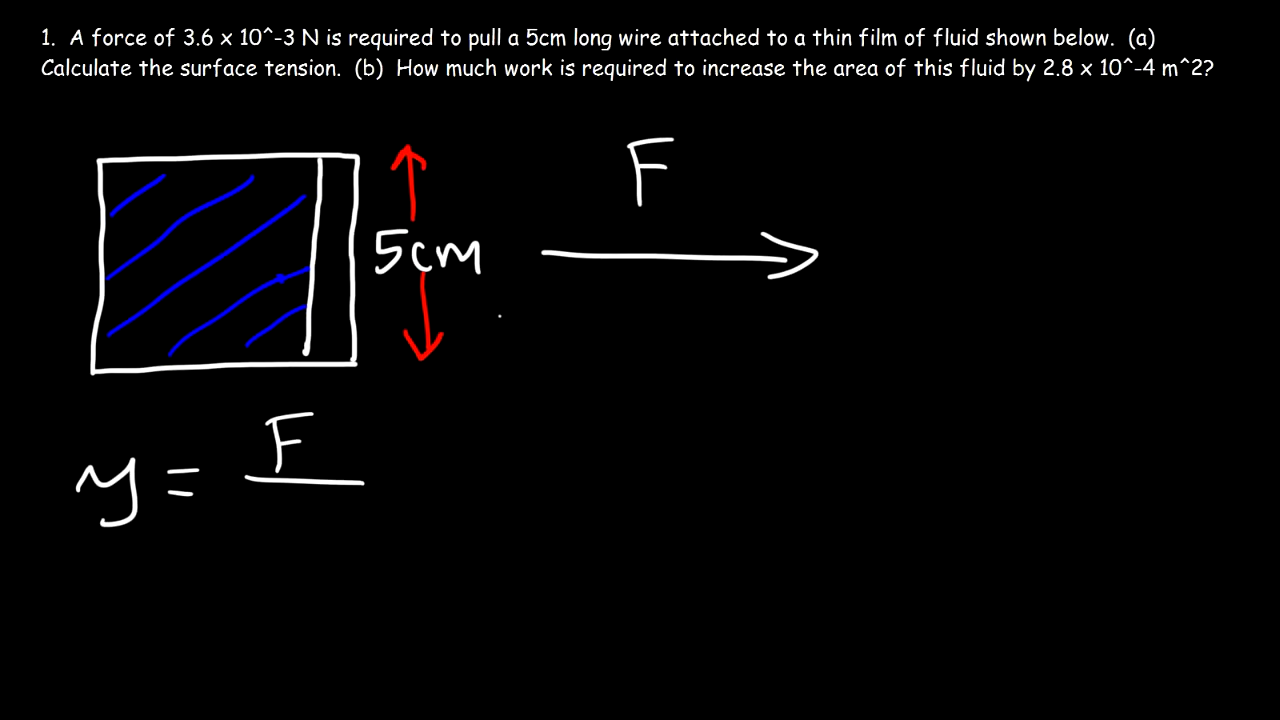 1. A force of 3.6 x 10^-3 N is required to pull a 5cm long wire attached to a thin film of fluid shown below. (a)
Calculate the surface tension. (b) How much work is required to increase the area of this fluid by 2.8 x 10^-4 m^2?
F
5cm
F
y =